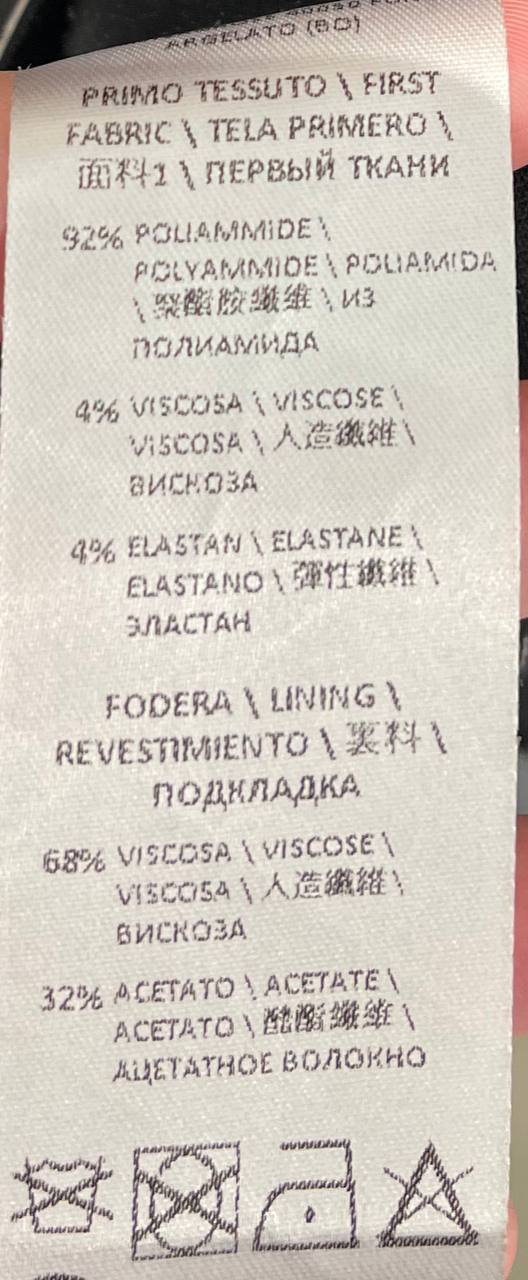 ARGELATO (BO)
PRIMO TESSUTO \ FIRST
FABRIC \ TELA PRIMERO \
面料1 \ ПЕРВЫЙ ТКАНИ
92% POLIAMMIDE \
POLYAMMIDE \ POLIAMIDA
\ 聚酯胺纖維 \ ИЗ
ПОЛИАМИДА
4% VISCOSA \ VISCOSE \
VISCOSA \ 人造纖維 \
ВИСКОЗА
4% ELASTAN \ ELASTANE \
ELASTANO \ 彈性纖維 \
ЭЛАСТАН
FODERA \ LINING \
REVESTIMIENTO \ 裏料 \
ПОДКЛАДКА
68% VISCOSA \ VISCOSE \
VISCOSA \ 人造纖維 \
ВИСКОЗА
32% ACETATO \ ACETATE \
ACETATO \ 醋酯纖維 \
АЦЕТАТНОЕ ВОЛОКНО